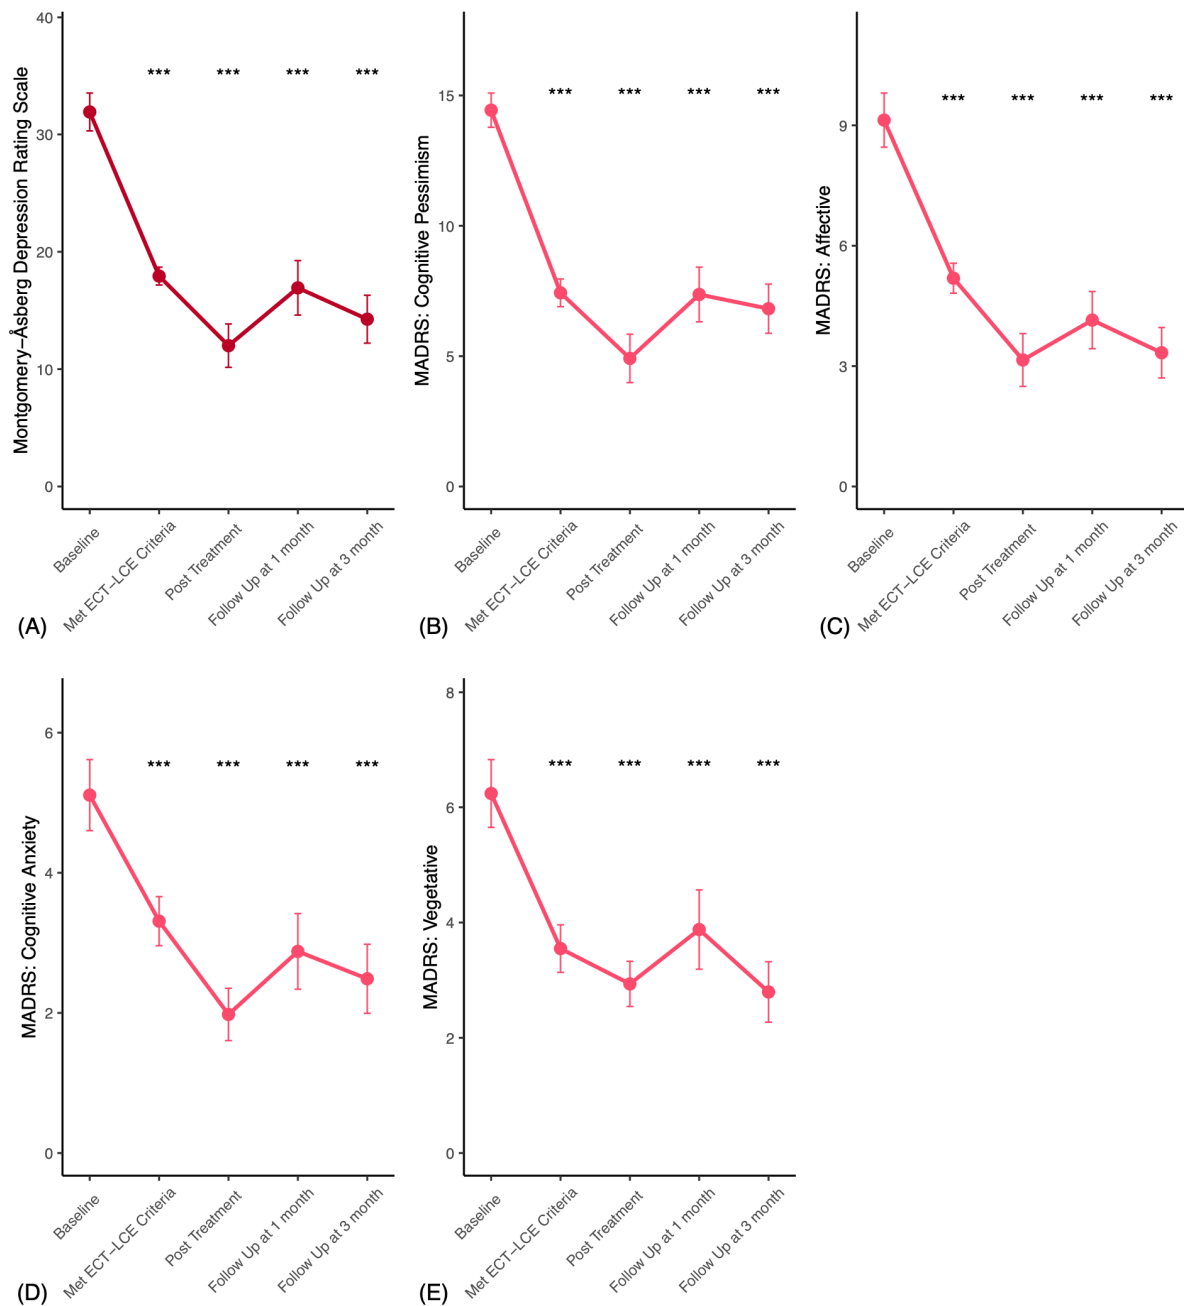 Montgomery–Åsberg Depression Rating Scale
40
30
20
10
0
*** *** *** ***
Baseline
Met ECT–LCE Criteria
Post Treatment
Follow Up at 1 month
Follow Up at 3 month
(A)
MADRS: Cognitive Pessimism
15
10
5
0
*** *** *** ***
Baseline
Met ECT–LCE Criteria
Post Treatment
Follow Up at 1 month
Follow Up at 3 month
(B)
MADRS: Affective
9
6
3
0
*** *** *** ***
Baseline
Met ECT–LCE Criteria
Post Treatment
Follow Up at 1 month
Follow Up at 3 month
(C)
MADRS: Cognitive Anxiety
6
4
2
0
*** *** *** ***
Baseline
Met ECT–LCE Criteria
Post Treatment
Follow Up at 1 month
Follow Up at 3 month
(D)
MADRS: Vegetative
8
6
4
2
0
*** *** *** ***
Baseline
Met ECT–LCE Criteria
Post Treatment
Follow Up at 1 month
Follow Up at 3 month
(E)